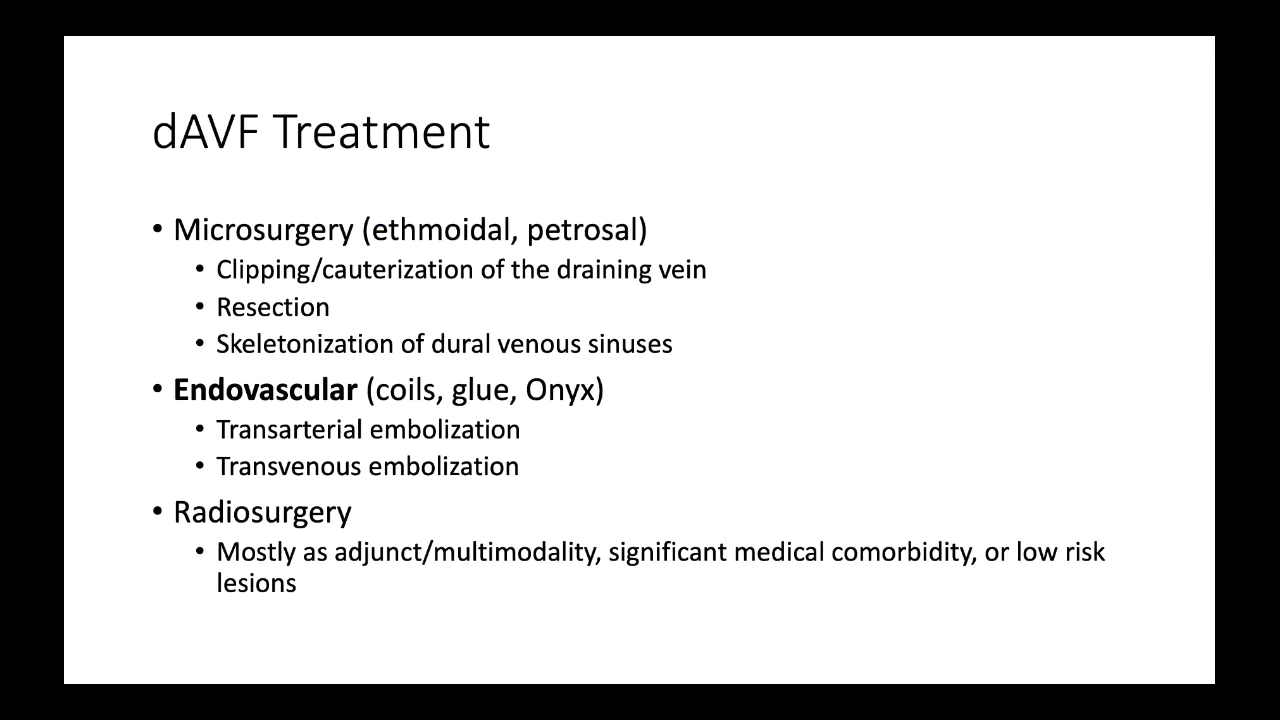 dAVF Treatment
• Microsurgery (ethmoidal, petrosal)
• Clipping/cauterization of the draining vein
• Resection
• Skeletonization of dural venous sinuses
• Endovascular (coils, glue, Onyx)
• Transarterial embolization
• Transvenous embolization
• Radiosurgery
• Mostly as adjunct/multimodality, significant medical comorbidity, or low risk
lesions